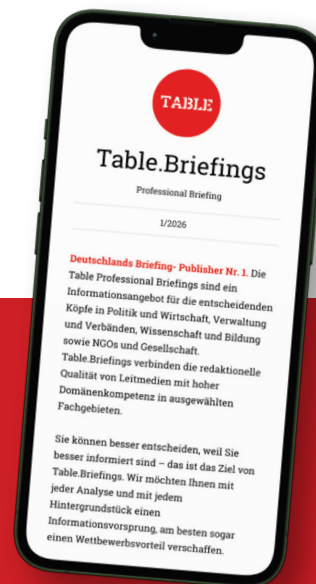 TABLE
Table.Briefings
Professional Briefing
1/2026
Deutschlands Briefing- Publisher Nr. 1. Die
Table Professional Briefings sind ein
Informationsangebot für die entscheidenden
Köpfe in Politik und Wirtschaft, Verwaltung
und Verbänden, Wissenschaft und Bildung
sowie NGOs und Gesellschaft.
Table.Briefings verbinden die redaktionelle
Qualität von Leitmedien mit hoher
Domänenkompetenz in ausgewählten
Fachgebieten.
Sie können besser entscheiden, weil Sie
besser informiert sind – das ist das Ziel von
Table.Briefings. Wir möchten Ihnen mit
jeder Analyse und mit jedem
Hintergrundstück einen
Informationsvorsprung, am besten sogar
einen Wettbewerbsvorteil verschaffen.